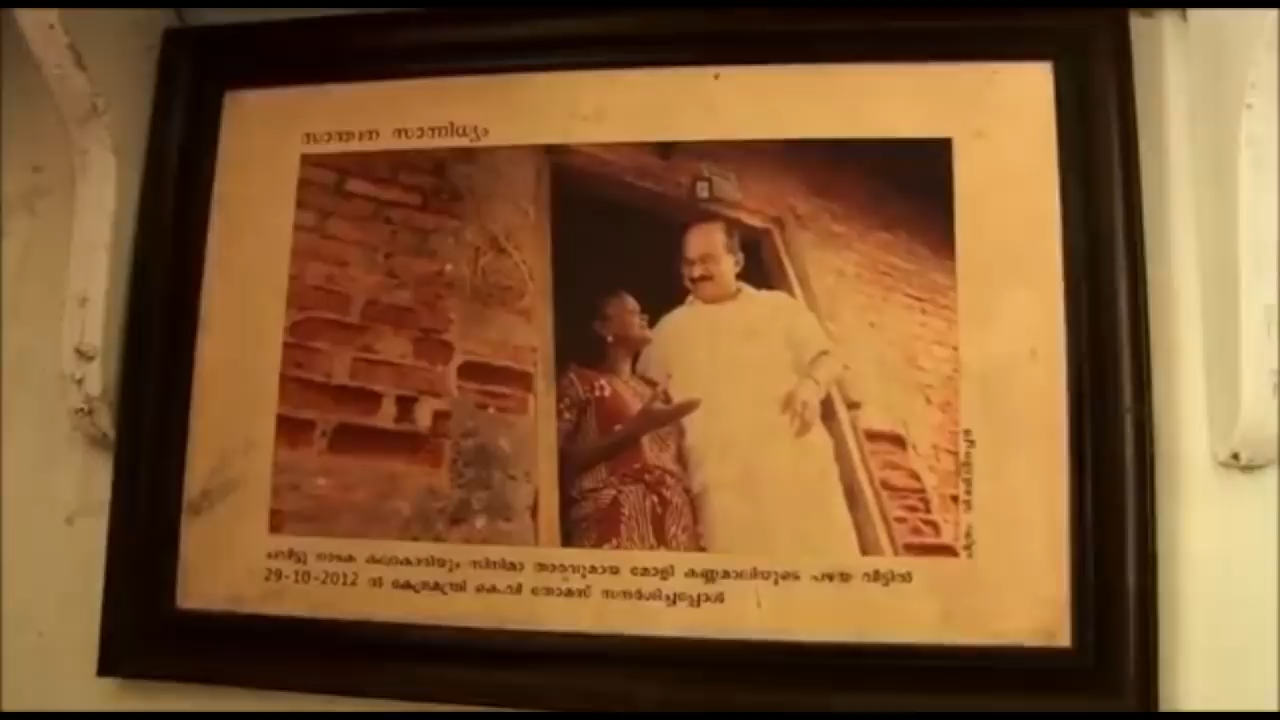 സാന്ത്വന സാന്നിധ്യം
ചവിട്ടു നാടക കലാകാരിയും സിനിമാ താരവുമായ മോളി കണ്ണമാലിയുടെ പഴയ വീട്ടിൽ
29-10-2012 ൽ കേന്ദ്രമന്ത്രി കെ.വി തോമസ് സന്ദർശിച്ചപ്പോൾ